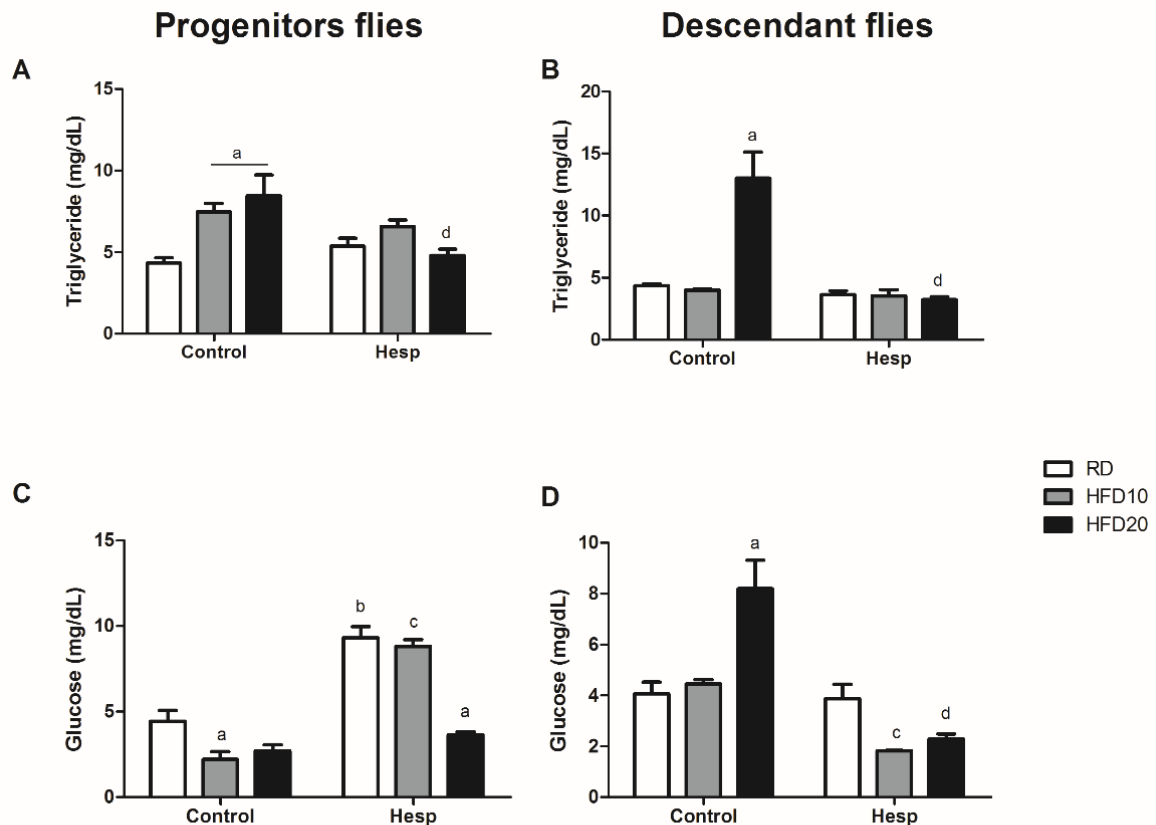 Progenitors flies
Descendant flies
A
Triglyceride (mg/dL)
15
10
5
0
a
d
Control
Hesp
B
Triglyceride (mg/dL)
20
15
10
5
0
a
d
Control
Hesp
RD
HFD10
HFD20
C
Glucose (mg/dL)
15
10
5
0
a
b
c
a
Control
Hesp
D
Glucose (mg/dL)
10
8
6
4
2
0
a
c
d
Control
Hesp